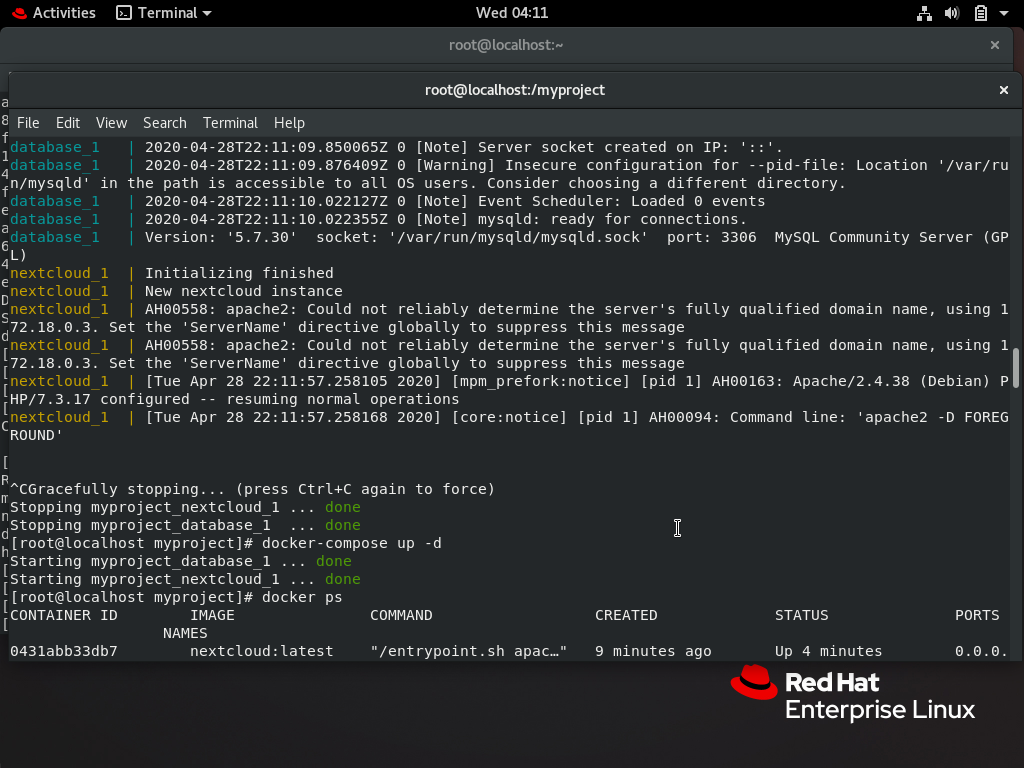 Activities Terminal Wed 04:11
root@localhost:~
root@localhost:/myproject
File Edit View Search Terminal Help
database_1 | 2020-04-28T22:11:09.850065Z 0 [Note] Server socket created on IP: '::'.
database_1 | 2020-04-28T22:11:09.876409Z 0 [Warning] Insecure configuration for --pid-file: Location '/var/ru
n/mysqld' in the path is accessible to all OS users. Consider choosing a different directory.
database_1 | 2020-04-28T22:11:10.022127Z 0 [Note] Event Scheduler: Loaded 0 events
database_1 | 2020-04-28T22:11:10.022355Z 0 [Note] mysqld: ready for connections.
database_1 | Version: '5.7.30'  socket: '/var/run/mysqld/mysqld.sock'  port: 3306  MySQL Community Server (GP
L)
nextcloud_1 | Initializing finished
nextcloud_1 | New nextcloud instance
nextcloud_1 | AH00558: apache2: Could not reliably determine the server's fully qualified domain name, using 1
72.18.0.3. Set the 'ServerName' directive globally to suppress this message
nextcloud_1 | AH00558: apache2: Could not reliably determine the server's fully qualified domain name, using 1
72.18.0.3. Set the 'ServerName' directive globally to suppress this message
nextcloud_1 | [Tue Apr 28 22:11:57.258105 2020] [mpm_prefork:notice] [pid 1] AH00163: Apache/2.4.38 (Debian) P
HP/7.3.17 configured -- resuming normal operations
nextcloud_1 | [Tue Apr 28 22:11:57.258168 2020] [core:notice] [pid 1] AH00094: Command line: 'apache2 -D FOREG
ROUND'
^CGracefully stopping... (press Ctrl+C again to force)
Stopping myproject_nextcloud_1 ... done
Stopping myproject_database_1  ... done
[root@localhost myproject]# docker-compose up -d
Starting myproject_database_1 ... done
Starting myproject_nextcloud_1 ... done
[root@localhost myproject]# docker ps
CONTAINER ID IMAGE COMMAND CREATED STATUS PORTS
NAMES
0431abb33db7 nextcloud:latest "/entrypoint.sh apac…" 9 minutes ago Up 4 minutes 0.0.0.
Red Hat
Enterprise Linux